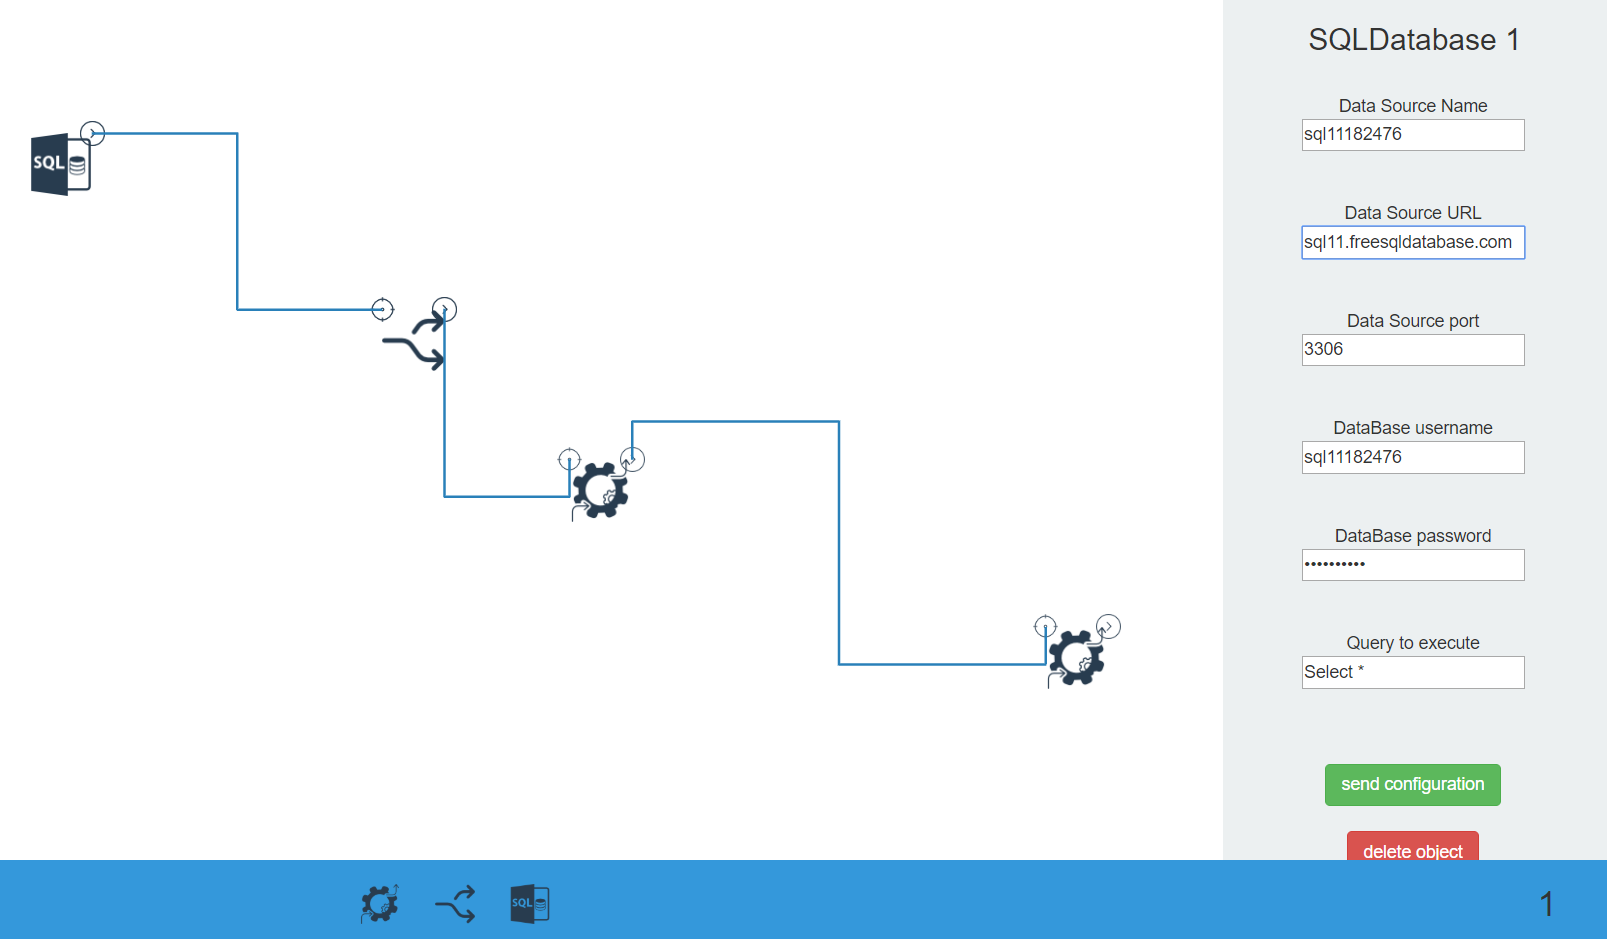 SQLDatabase 1
Data Source Name
sql11182476
SQL
Data Source URL
sql11.freesqldatabase.com
Data Source port
3306
DataBase username
sql11182476
DataBase password
••••••••••
Query to execute
Select *
send configuration
delete object
SQL
1